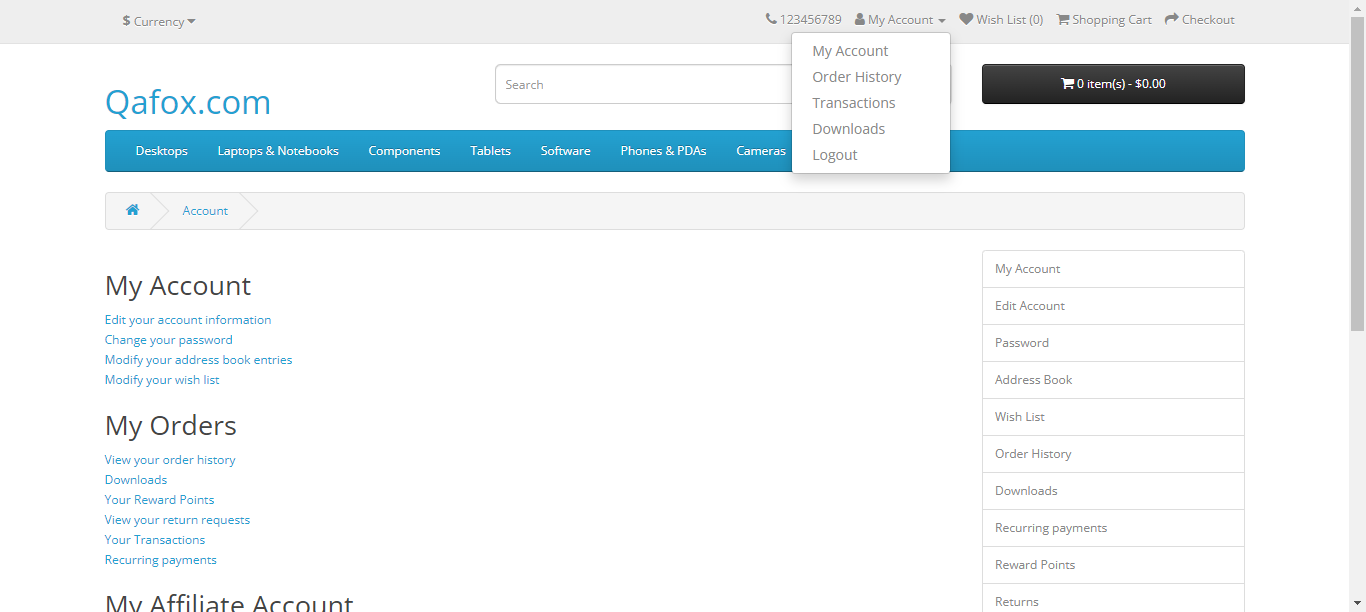 $ Currency
123456789 My Account Wish List (0) Shopping Cart Checkout
My Account
Order History
Transactions
Downloads
Logout
Qafox.com
Search
0 item(s) - $0.00
Desktops Laptops & Notebooks Components Tablets Software Phones & PDAs Cameras
Account
My Account
Edit your account information
Change your password
Modify your address book entries
Modify your wish list
My Orders
View your order history
Downloads
Your Reward Points
View your return requests
Your Transactions
Recurring payments
My Affiliate Account
My Account
Edit Account
Password
Address Book
Wish List
Order History
Downloads
Recurring payments
Reward Points
Returns